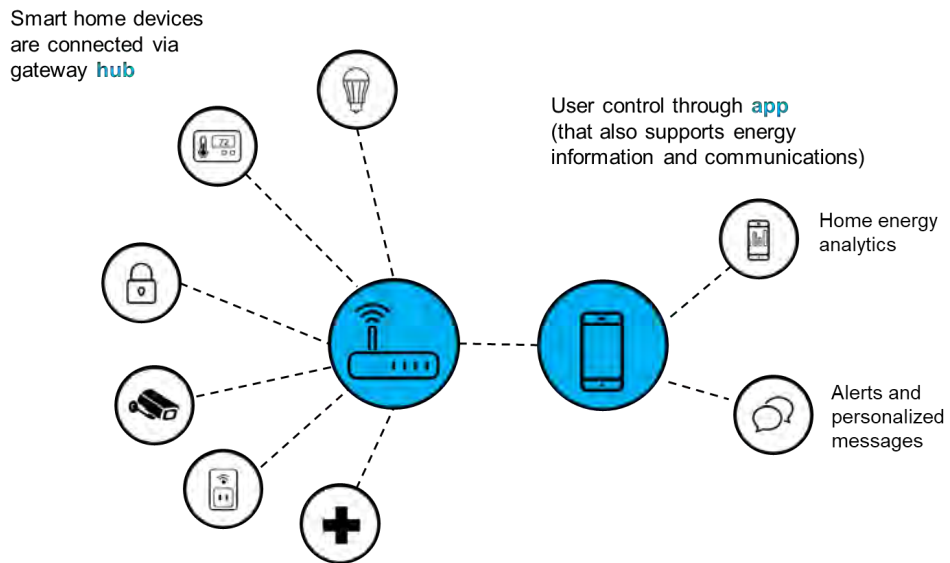 Smart home devices
are connected via
gateway hub
User control through app
(that also supports energy
information and communications)
72
Home energy
analytics
Alerts and
personalized
messages